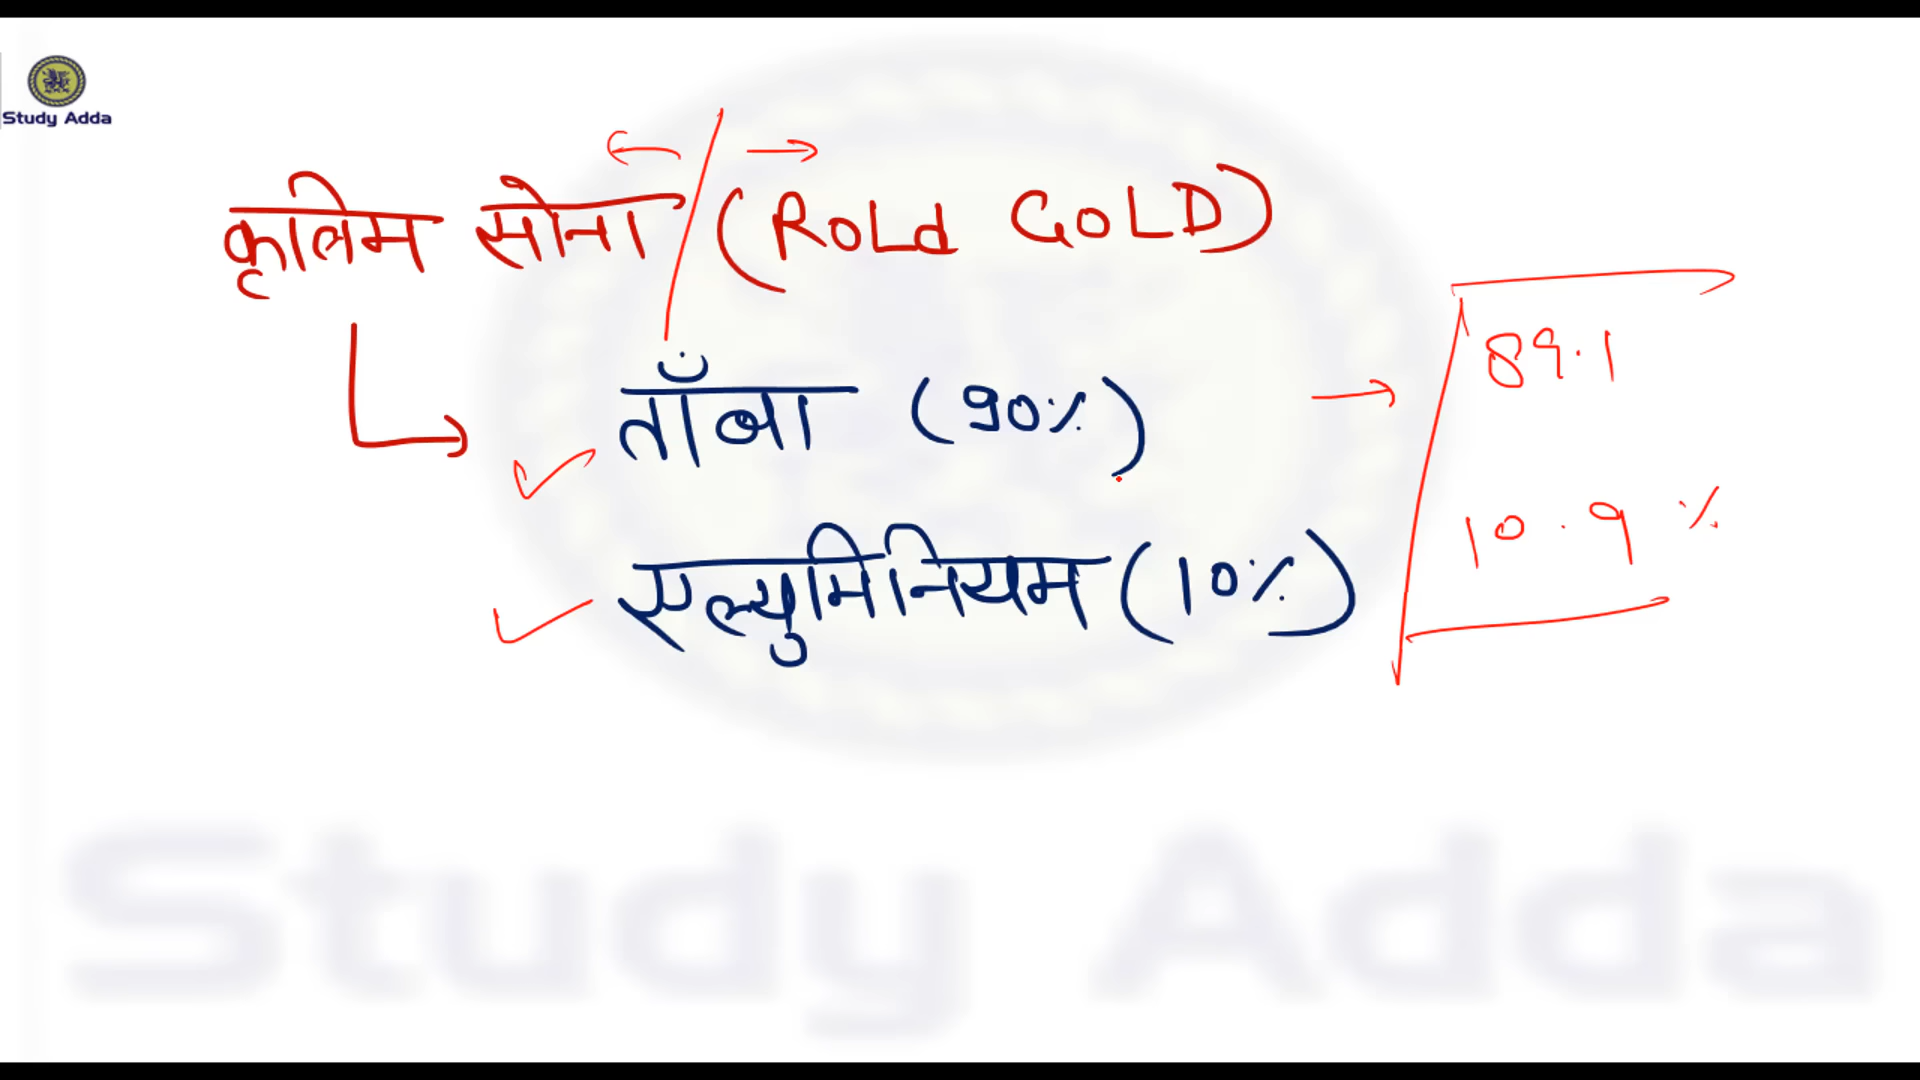 Study Adda
कृत्रिम सोना / (RoLd GOLD)
ताँबा (90%) → 89.1
एल्युमिनियम (10%) 10.9 %
Study Adda